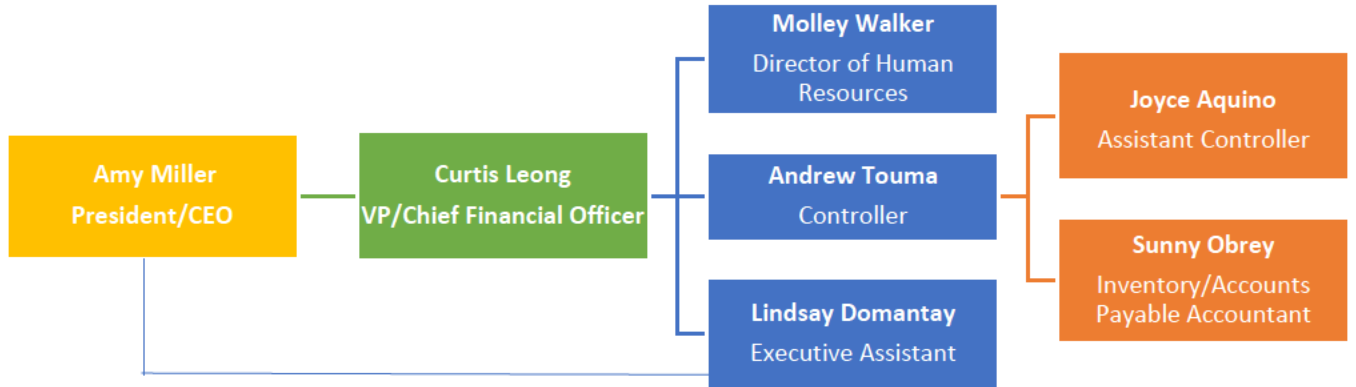 Amy Miller
President/CEO
Curtis Leong
VP/Chief Financial Officer
Molley Walker
Director of Human
Resources
Andrew Touma
Controller
Lindsay Domantay
Executive Assistant
Joyce Aquino
Assistant Controller
Sunny Obrey
Inventory/Accounts
Payable Accountant